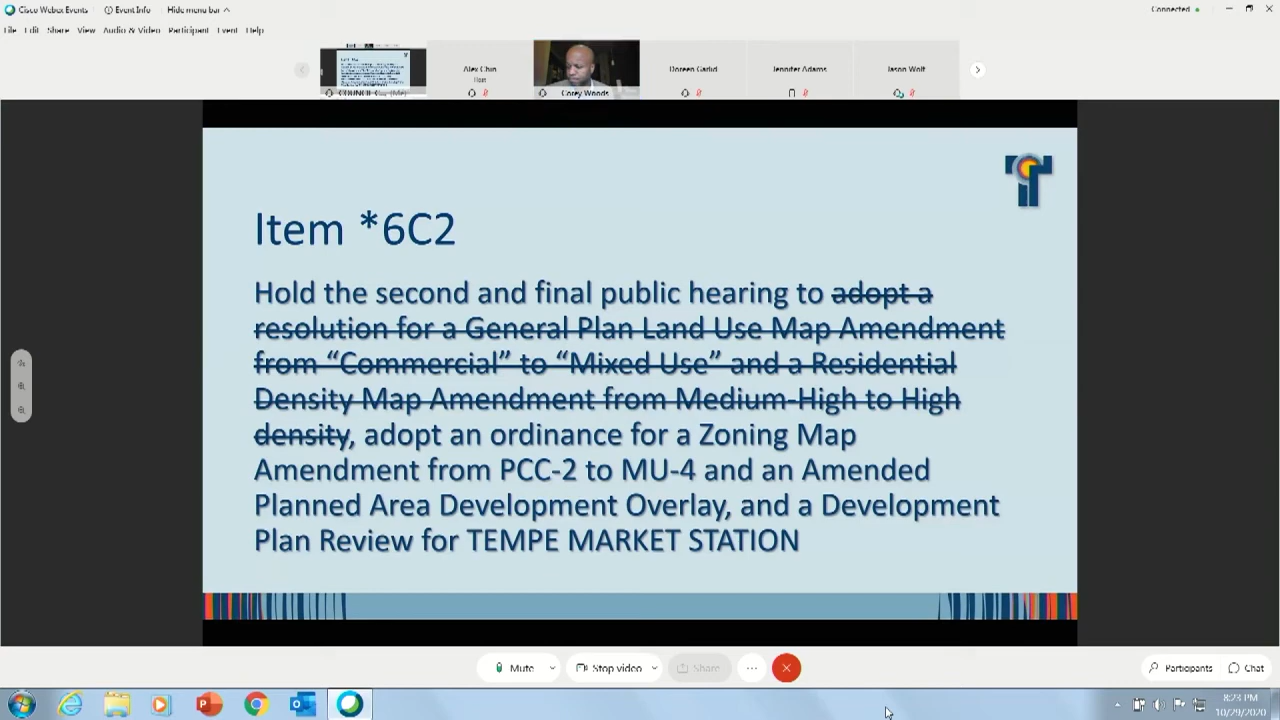 Cisco Webex Events Event Info Hide menu bar Connected
File Edit Share View Audio & Video Participant Event Help
Alex Chin Doreen Garlid Jennifer Adams Jason Wolf
Host
Corey Woods
Item *6C2
Hold the second and final public hearing to adopt a
resolution for a General Plan Land Use Map Amendment
from “Commercial” to “Mixed Use” and a Residential
Density Map Amendment from Medium-High to High
density, adopt an ordinance for a Zoning Map
Amendment from PCC-2 to MU-4 and an Amended
Planned Area Development Overlay, and a Development
Plan Review for TEMPE MARKET STATION
Mute Stop video Share Participants Chat
8:23 PM
10/29/2020